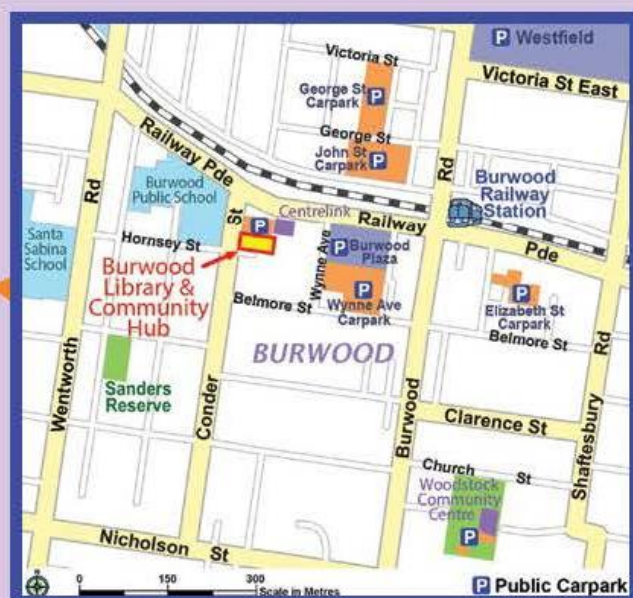 P Westfield
Victoria St
Victoria St East
George St
Carpark
P
George St
John St
Carpark
P
Rd
Burwood
Railway
Station
Railway Pde
Burwood
Public School
St
P
Centrelink
Railway
Pde
Rd
Santa
Sabina
School
Hornsey St
Wynne Ave
P
Burwood
Plaza
Burwood
Library &
Community
Hub
Belmore St
P
Wynne Ave
Carpark
P
Elizabeth St
Carpark
Belmore St
Rd
BURWOOD
Sanders
Reserve
Wentworth
Conder
Burwood
Clarence St
Shaftesbury
Church St
Woodstock
Community
Centre
P
Nicholson St
0 150 300
Scale in Metres
P Public Carpark